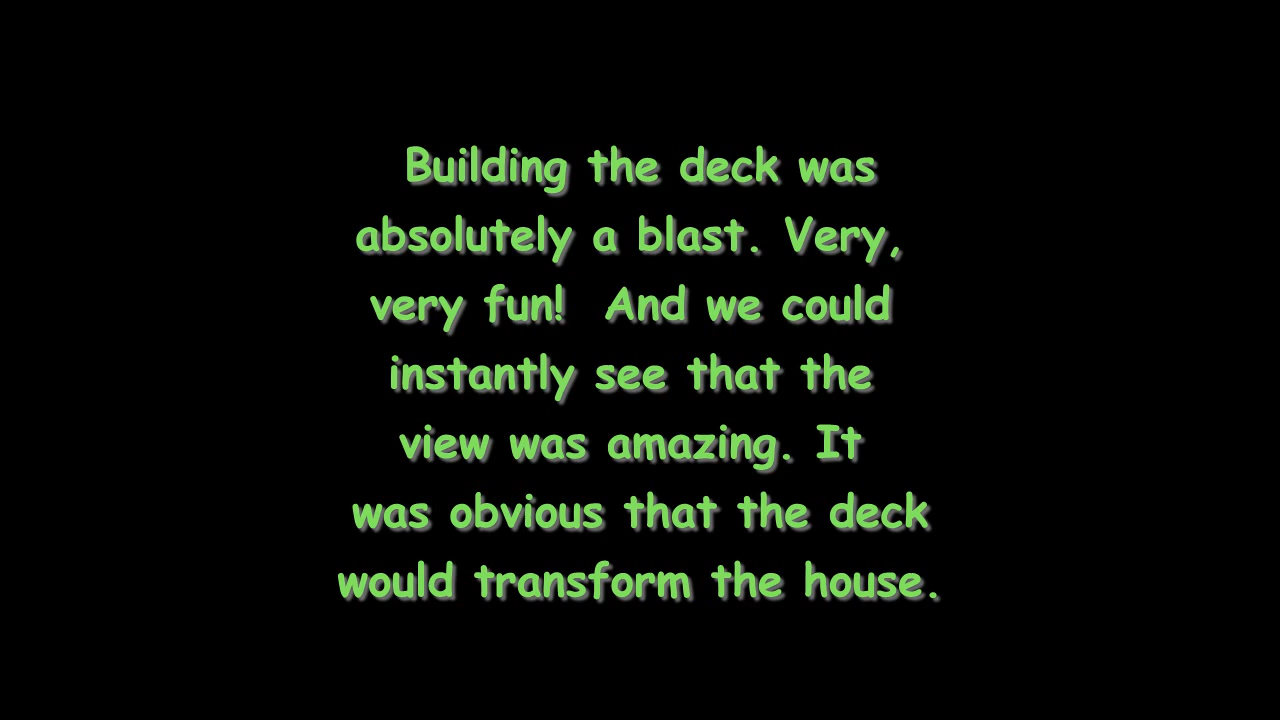 Building the deck was
absolutely a blast. Very,
very fun!  And we could
instantly see that the
view was amazing. It
was obvious that the deck
would transform the house.